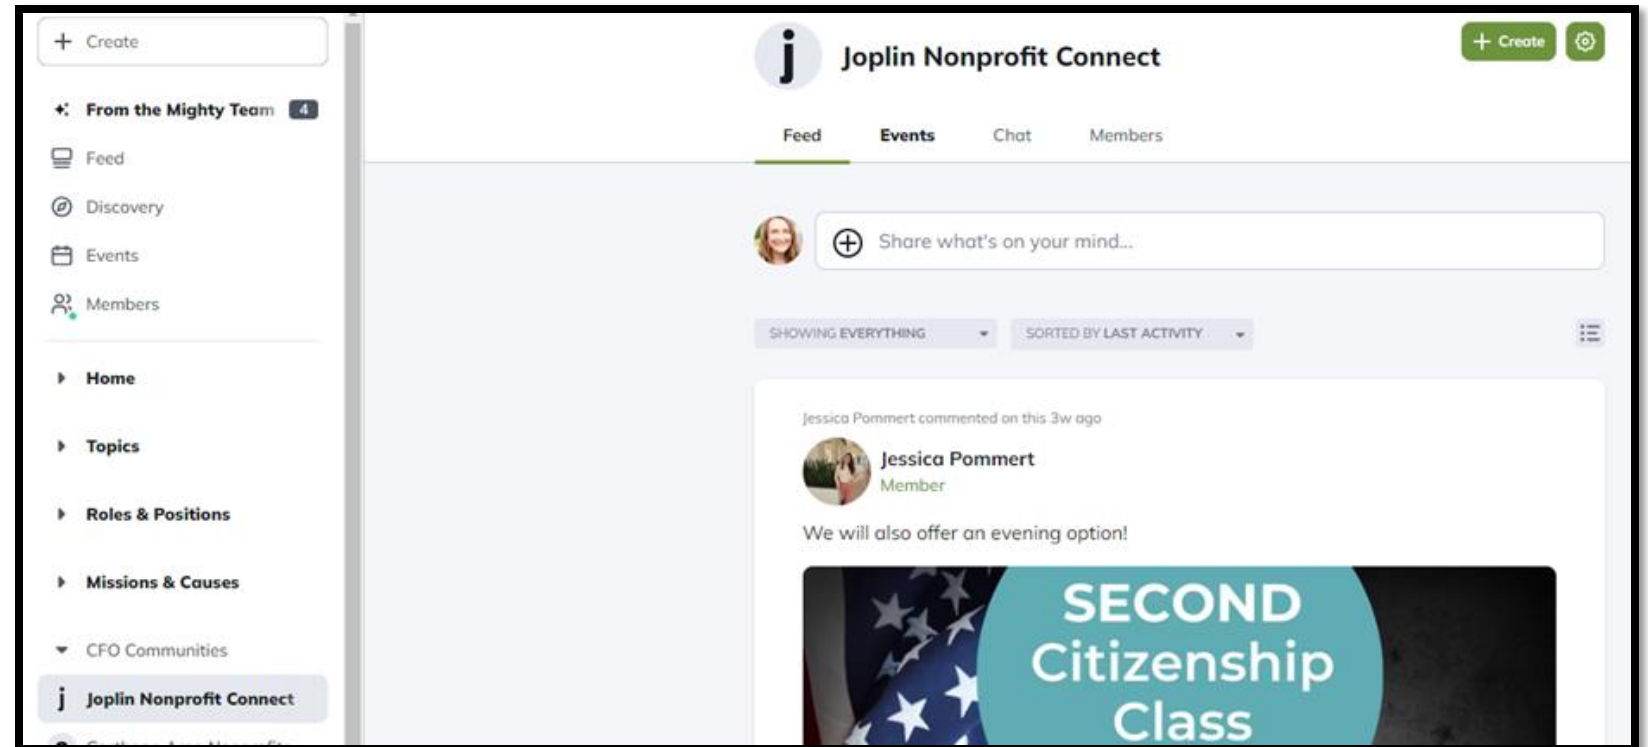 Create
From the Mighty Team 4
Feed
Discovery
Events
Members
Home
Topics
Roles & Positions
Missions & Causes
CFO Communities
j Joplin Nonprofit Connect
j Joplin Nonprofit Connect
Create
Feed Events Chat Members
Share what's on your mind...
SHOWING EVERYTHING SORTED BY LAST ACTIVITY
Jessica Pommert commented on this 3w ago
Jessica Pommert
Member
We will also offer an evening option!
SECOND
Citizenship
Class